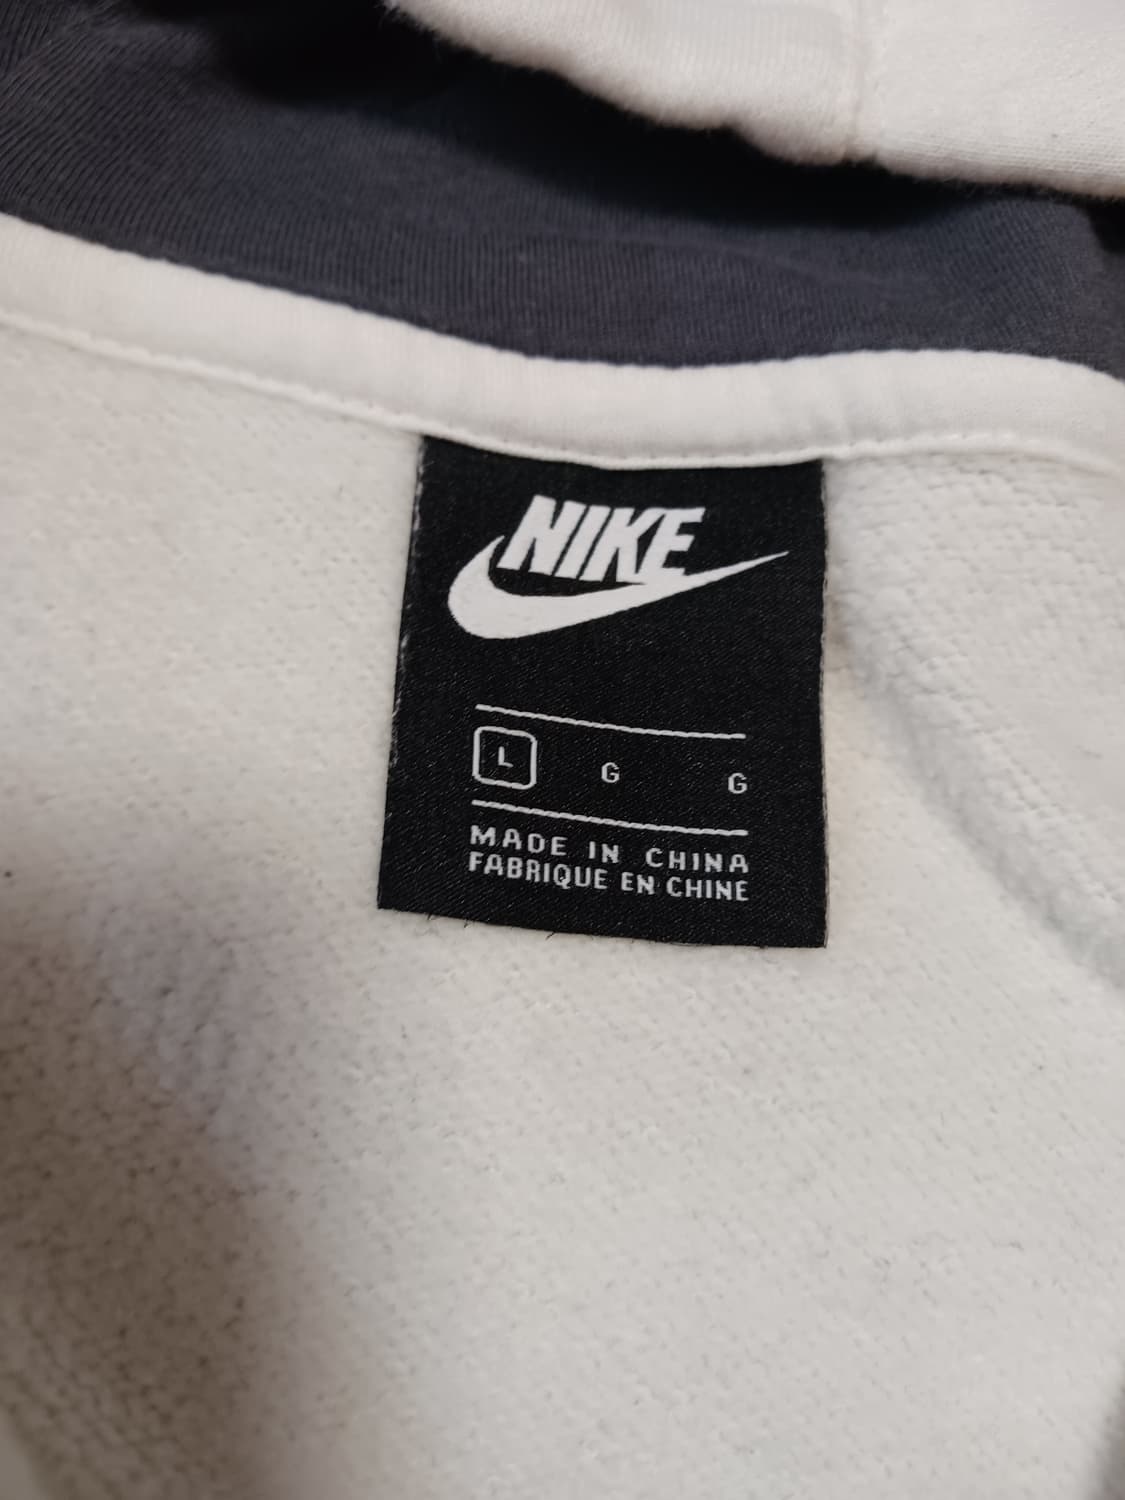 NIKE
L G G
MADE IN CHINA
FABRIQUE EN CHINE